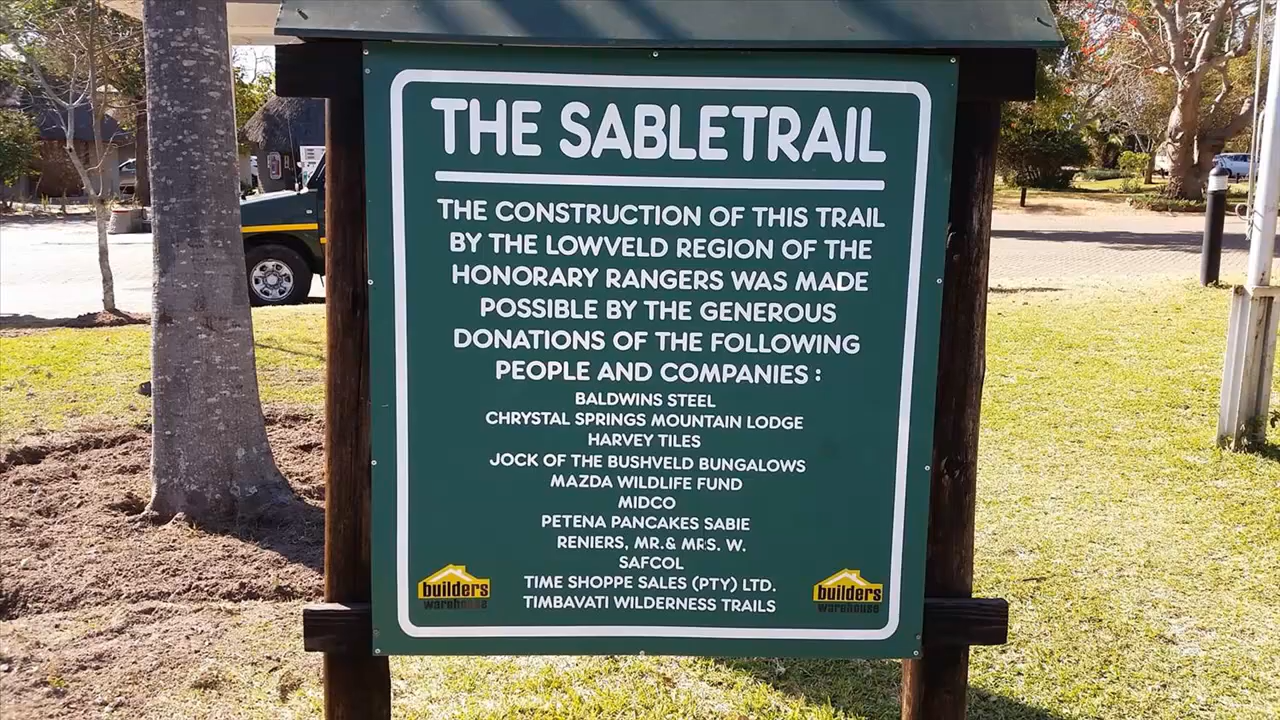 THE SABLETRAIL
THE CONSTRUCTION OF THIS TRAIL
BY THE LOWVELD REGION OF THE
HONORARY RANGERS WAS MADE
POSSIBLE BY THE GENEROUS
DONATIONS OF THE FOLLOWING
PEOPLE AND COMPANIES :
BALDWINS STEEL
CHRYSTAL SPRINGS MOUNTAIN LODGE
HARVEY TILES
JOCK OF THE BUSHVELD BUNGALOWS
MAZDA WILDLIFE FUND
MIDCO
PETENA PANCAKES SABIE
RENIERS, MR.& MRS. W.
SAFCOL
TIME SHOPPE SALES (PTY) LTD.
TIMBAVATI WILDERNESS TRAILS
builders
warehouse
builders
warehouse